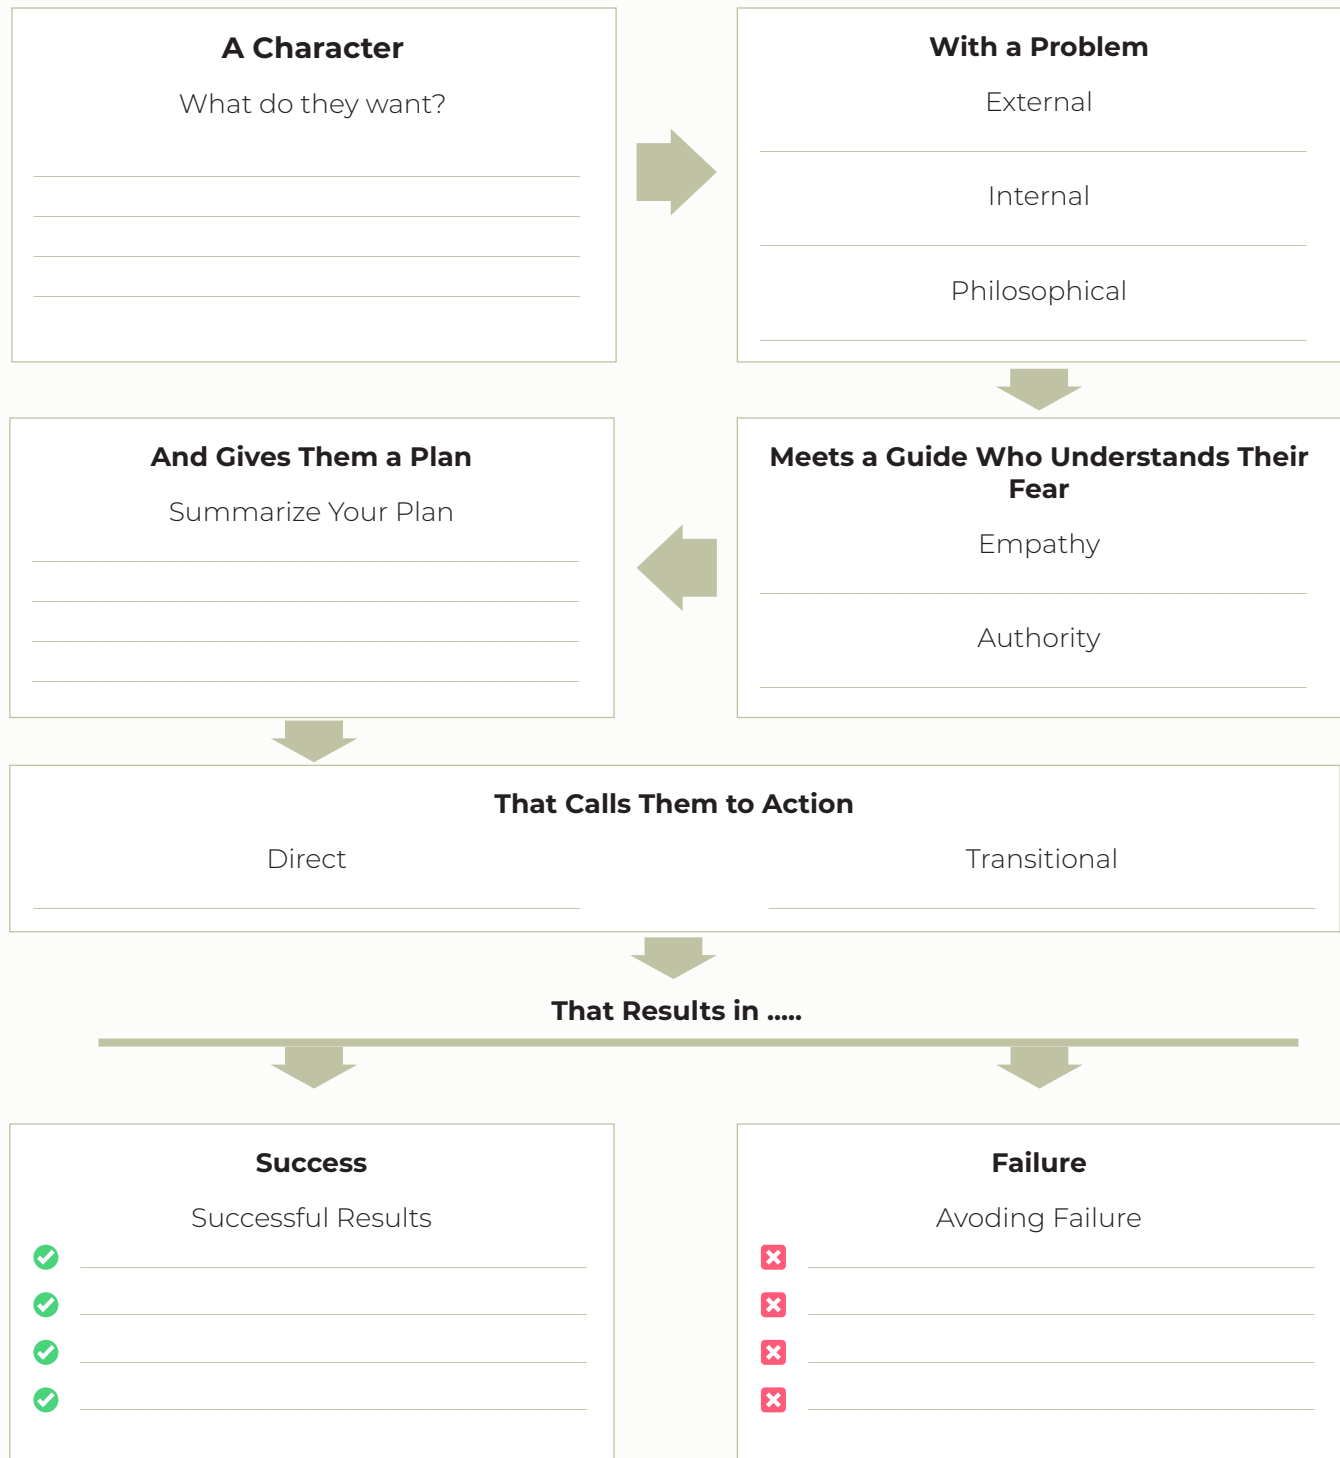 A Character
What do they want?
With a Problem
External
Internal
Philosophical
Meets a Guide Who Understands Their
Fear
Empathy
Authority
And Gives Them a Plan
Summarize Your Plan
That Calls Them to Action
Direct
Transitional
That Results in .....
Success
Successful Results
Failure
Avoding Failure